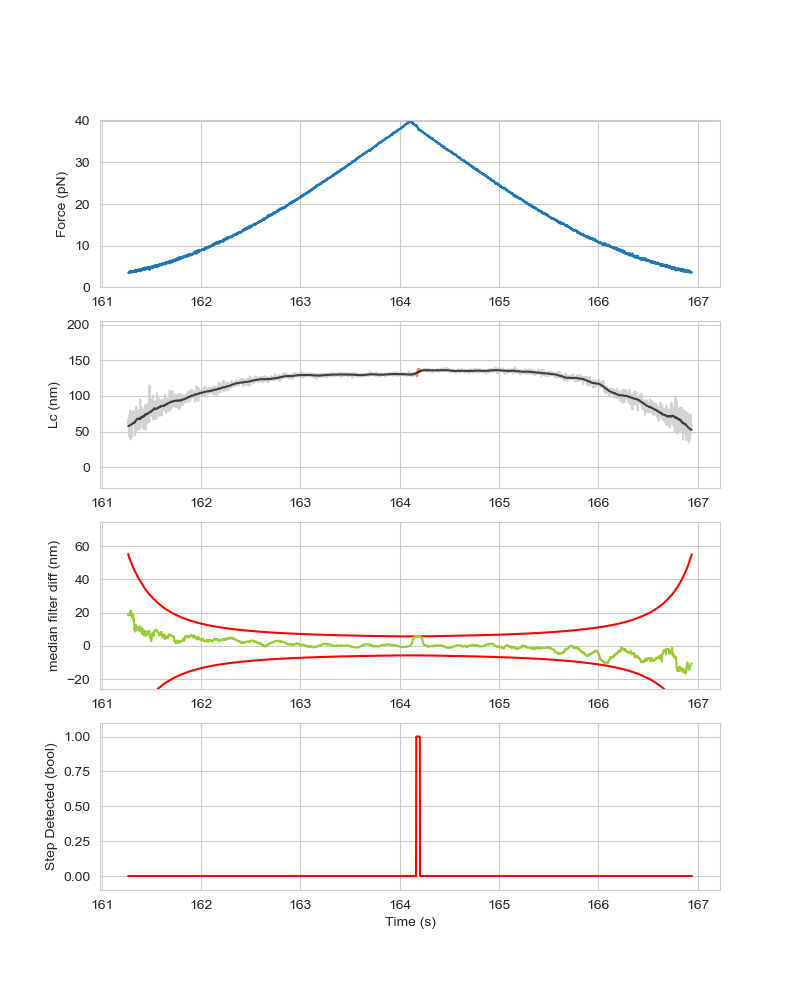 40
30
20
10
0
Force (pN)
161 162 163 164 165 166 167
200
150
100
50
0
Lc (nm)
161 162 163 164 165 166 167
60
40
20
0
−20
median filter diff (nm)
161 162 163 164 165 166 167
1.00
0.75
0.50
0.25
0.00
Step Detected (bool)
161 162 163 164 165 166 167
Time (s)